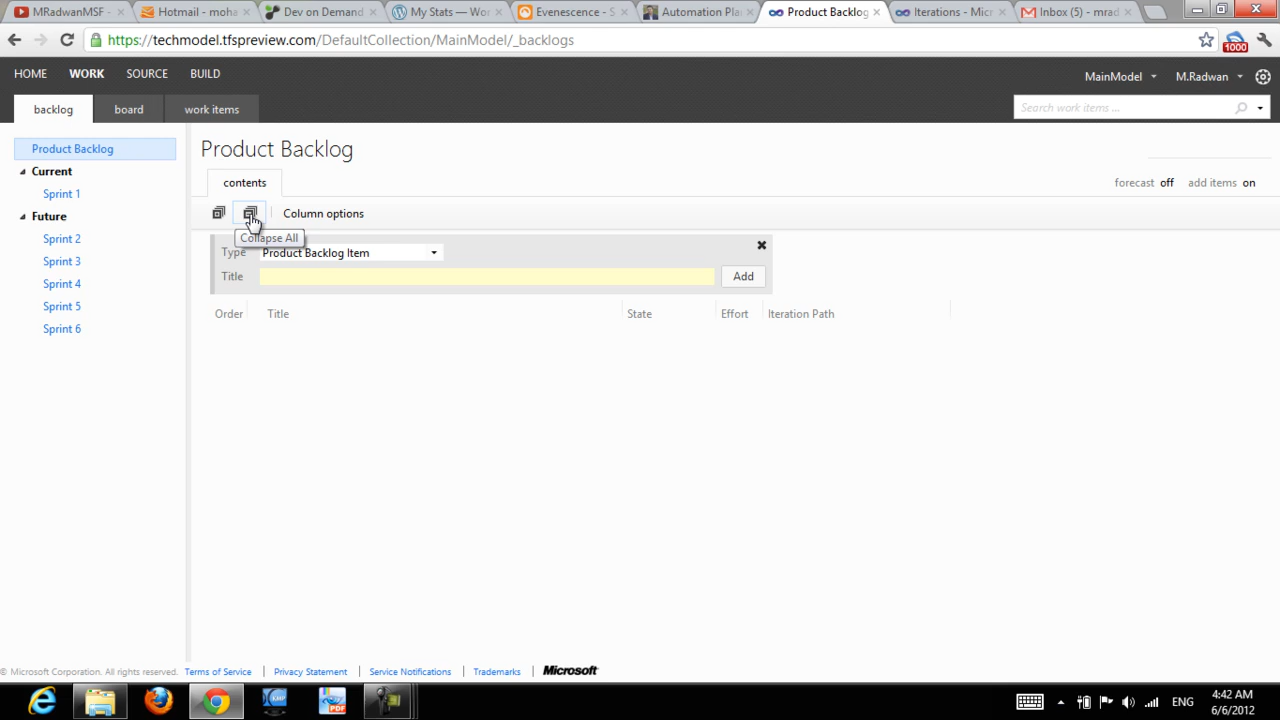 MRadwanMSF -
Hotmail - moha
Dev on Demand
My Stats — Wor
Evenescence - S
Automation Plan
Product Backlog
Iterations - Micr
Inbox (5) - mrad
https://techmodel.tfspreview.com/DefaultCollection/MainModel/_backlogs
1000
HOME WORK SOURCE BUILD
MainModel M.Radwan
backlog board work items
Search work items ...
Product Backlog
Current
Sprint 1
Future
Sprint 2
Sprint 3
Sprint 4
Sprint 5
Sprint 6
Product Backlog
contents
forecast off add items on
Column options
Collapse All
Type Product Backlog Item
Title Add
Order Title State Effort Iteration Path
© Microsoft Corporation. All rights reserved. Terms of Service | Privacy Statement | Service Notifications | Trademarks | Microsoft
KMP
PDF
ENG
4:42 AM
6/6/2012